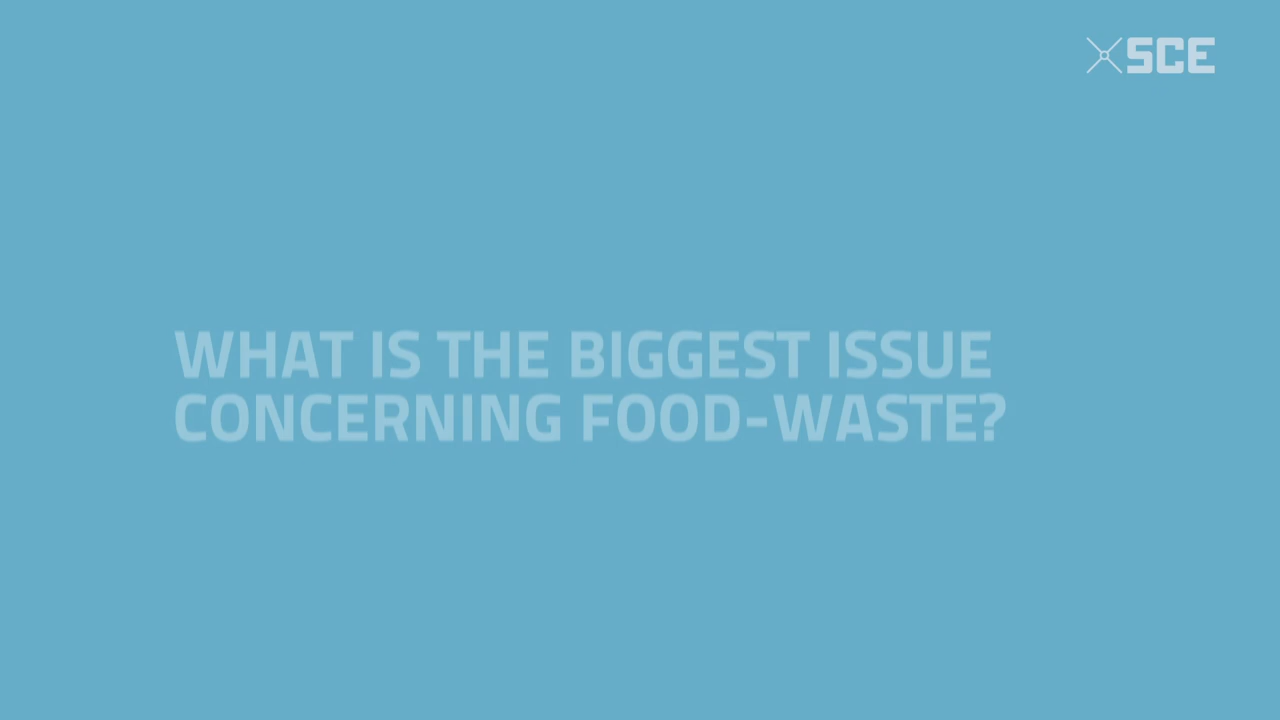 SCE
WHAT IS THE BIGGEST ISSUE
CONCERNING FOOD-WASTE?